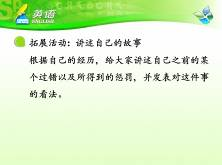 英语
拓展活动：讲述自己的故事
根据自己的经历，给大家讲述自己之前的某
个过错以及所得到的惩罚，并发表对这件事
的看法。